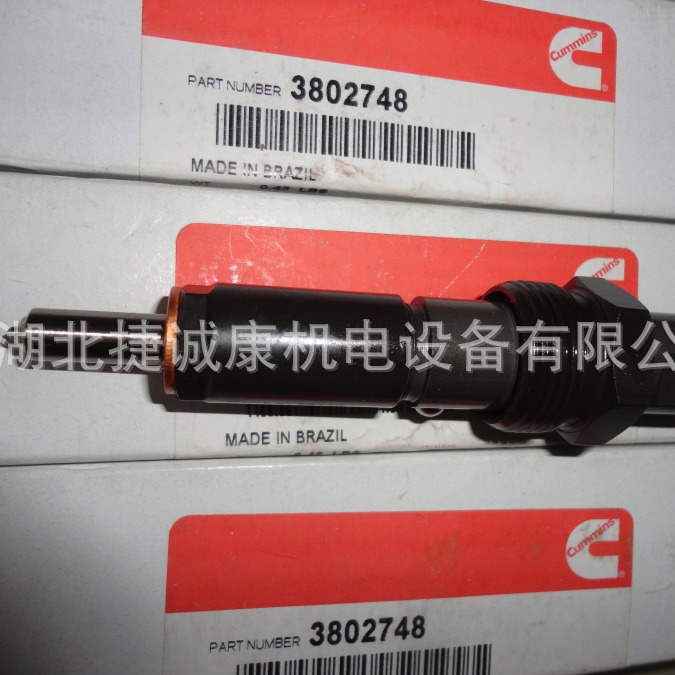 Cummins
PART NUMBER 3802748
MADE IN BRAZIL
Cummins
湖北捷诚康机电设备有限公
MADE IN BRAZIL
Cummins
PART NUMBER 3802748